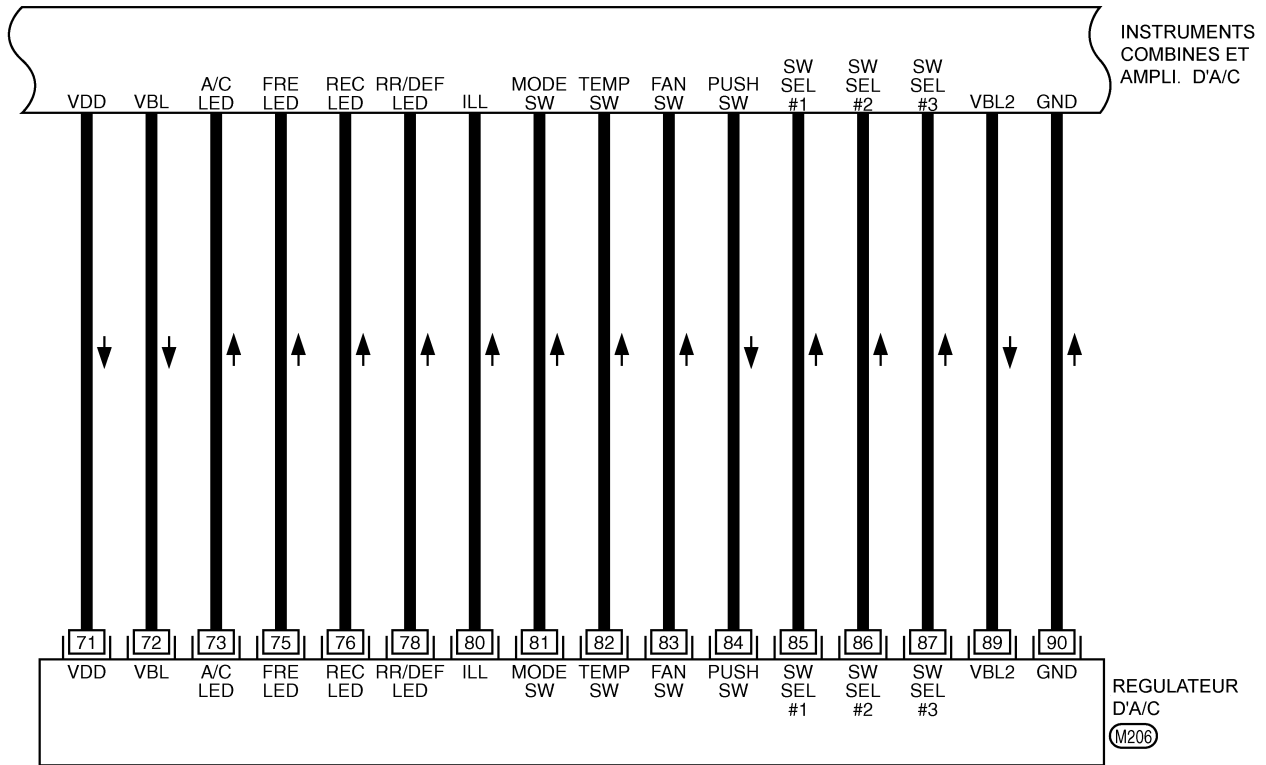 INSTRUMENTS
COMBINES ET
AMPLI. D'A/C
VDD
VBL
A/C
LED
FRE
LED
REC
LED
RR/DEF
LED
ILL
MODE
SW
TEMP
SW
FAN
SW
PUSH
SW
SW
SEL
#1
SW
SEL
#2
SW
SEL
#3
VBL2
GND
71 72 73 75 76 78 80 81 82 83 84 85 86 87 89 90
VDD
VBL
A/C
LED
FRE
LED
REC
LED
RR/DEF
LED
ILL
MODE
SW
TEMP
SW
FAN
SW
PUSH
SW
SW
SEL
#1
SW
SEL
#2
SW
SEL
#3
VBL2
GND
REGULATEUR
D'A/C
M206